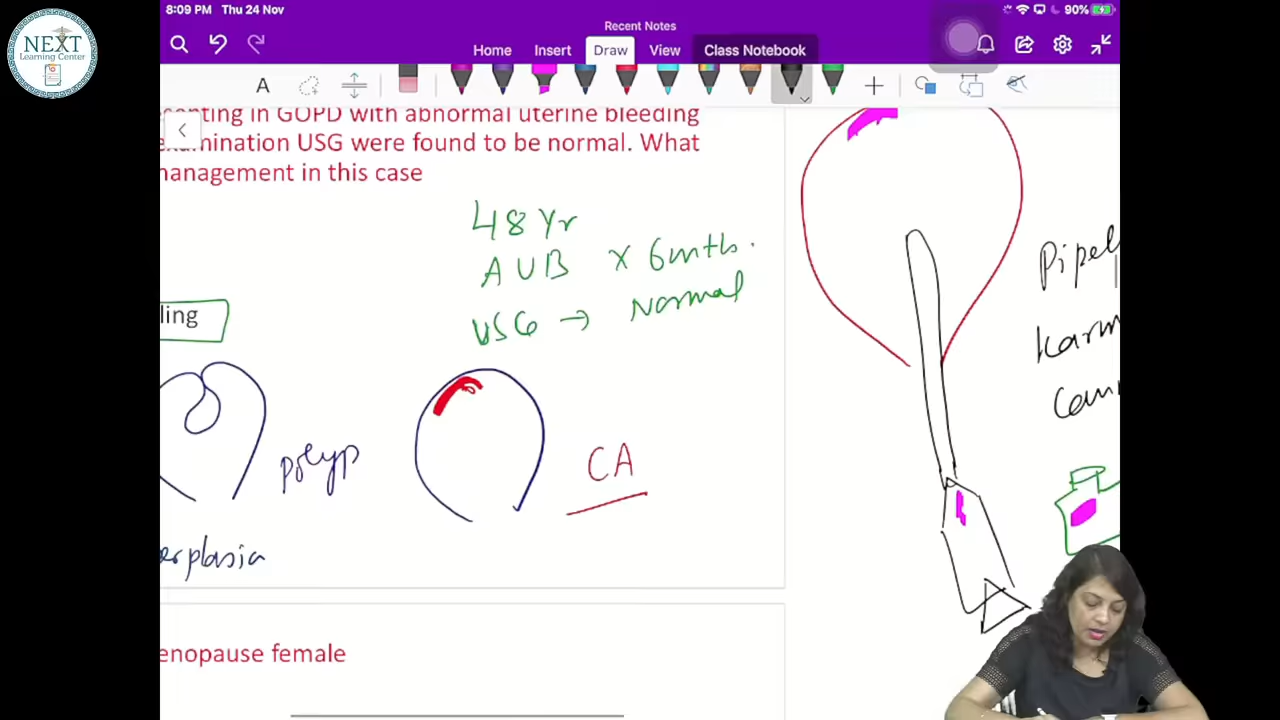 8:09 PM Thu 24 Nov
90%
NEXT
Learning Center
Recent Notes
Home Insert Draw View Class Notebook
A
enting in GOPD with abnormal uterine bleeding
examination USG were found to be normal. What
management in this case
48 Yr
AUB X 6mths.
USG → Normal
ling
Polyp
CA
erplasia
Pipel
Karm
Can
enopause female